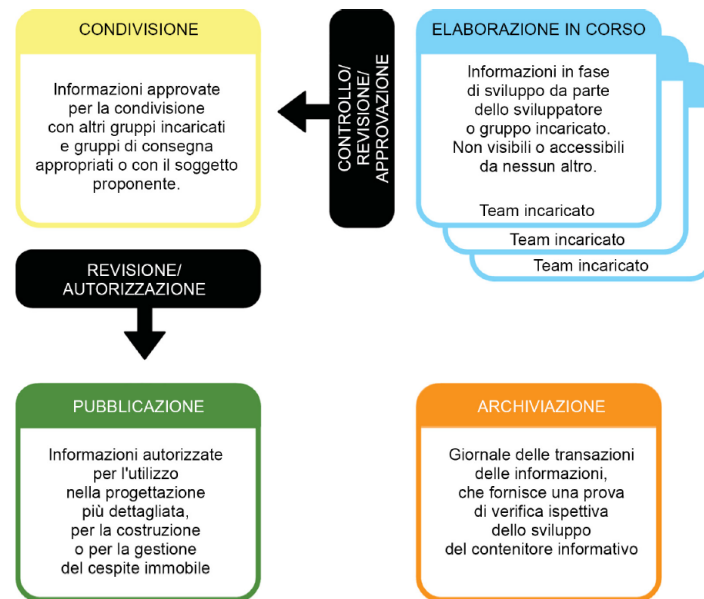 CONDIVISIONE
Informazioni approvate
per la condivisione
con altri gruppi incaricati
e gruppi di consegna
appropriati o con il soggetto
proponente.
CONTROLLO/
REVISIONE/
APPROVAZIONE
ELABORAZIONE IN CORSO
Informazioni in fase
di sviluppo da parte
dello sviluppatore
o gruppo incaricato.
Non visibili o accessibili
da nessun altro.
Team incaricato
Team incaricato
Team incaricato
REVISIONE/
AUTORIZZAZIONE
PUBBLICAZIONE
Informazioni autorizzate
per l'utilizzo
nella progettazione
più dettagliata,
per la costruzione
o per la gestione
del cespite immobile
ARCHIVIAZIONE
Giornale delle transazioni
delle informazioni,
che fornisce una prova
di verifica ispettiva
dello sviluppo
del contenitore informativo